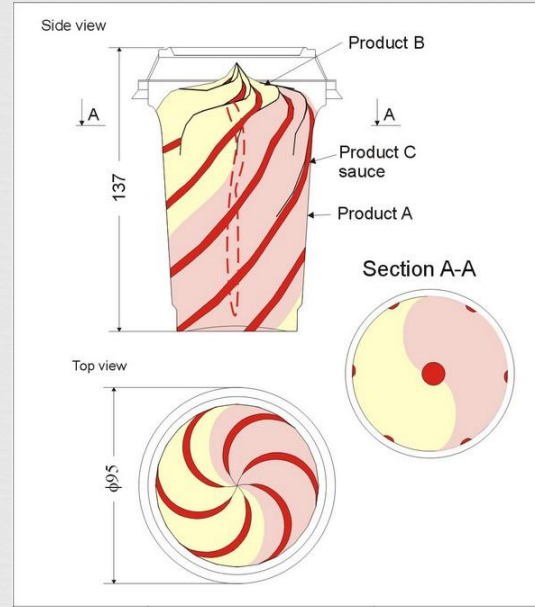 Side view
Product B
A
A
Product C
sauce
137
Product A
Section A-A
Top view
ϕ95